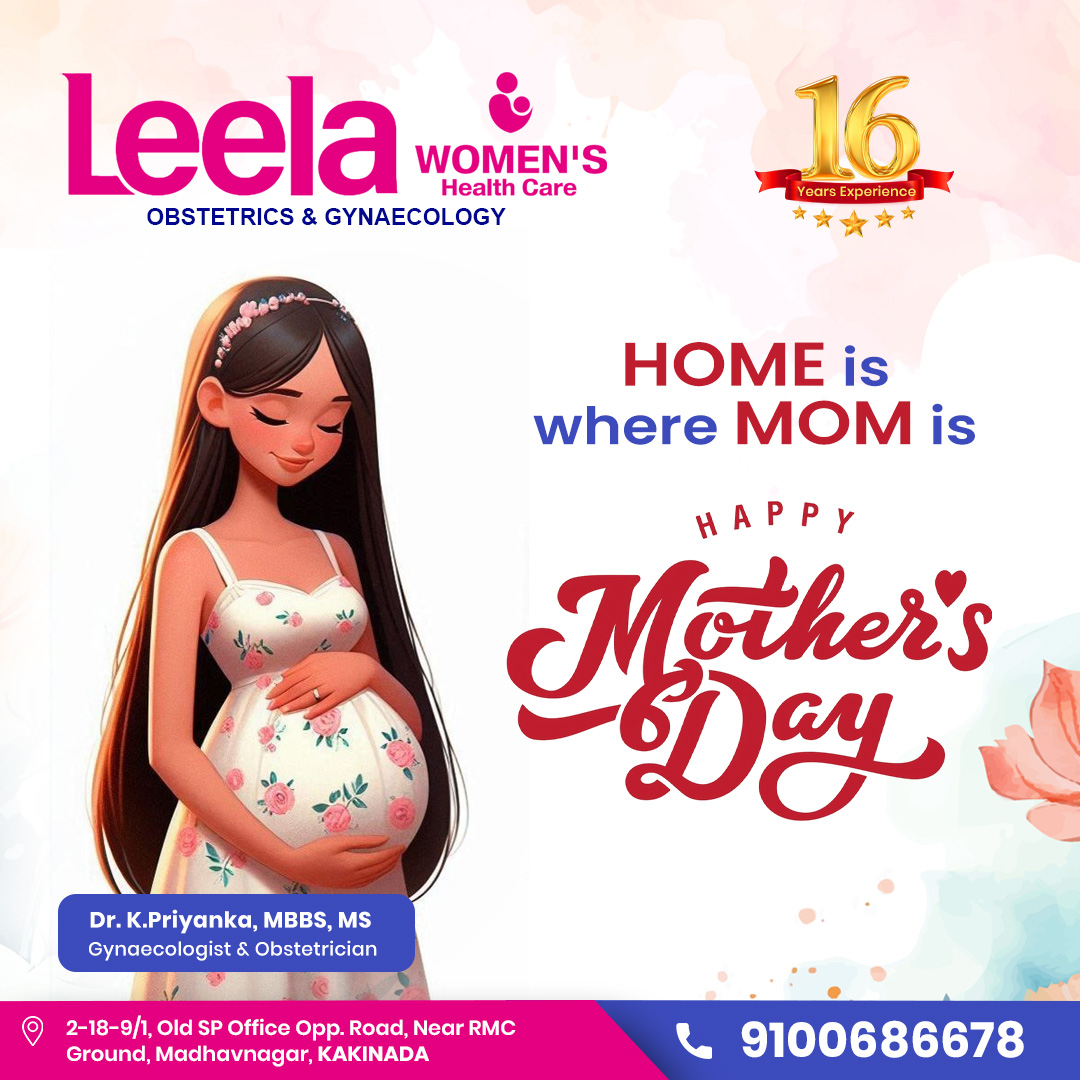 Leela
WOMEN'S
Health Care
OBSTETRICS & GYNAECOLOGY
16
Years Experience
HOME is
where MOM is
HAPPY
Mother's
Day
Dr. K.Priyanka, MBBS, MS
Gynaecologist & Obstetrician
2-18-9/1, Old SP Office Opp. Road, Near RMC
Ground, Madhavnagar, KAKINADA
9100686678